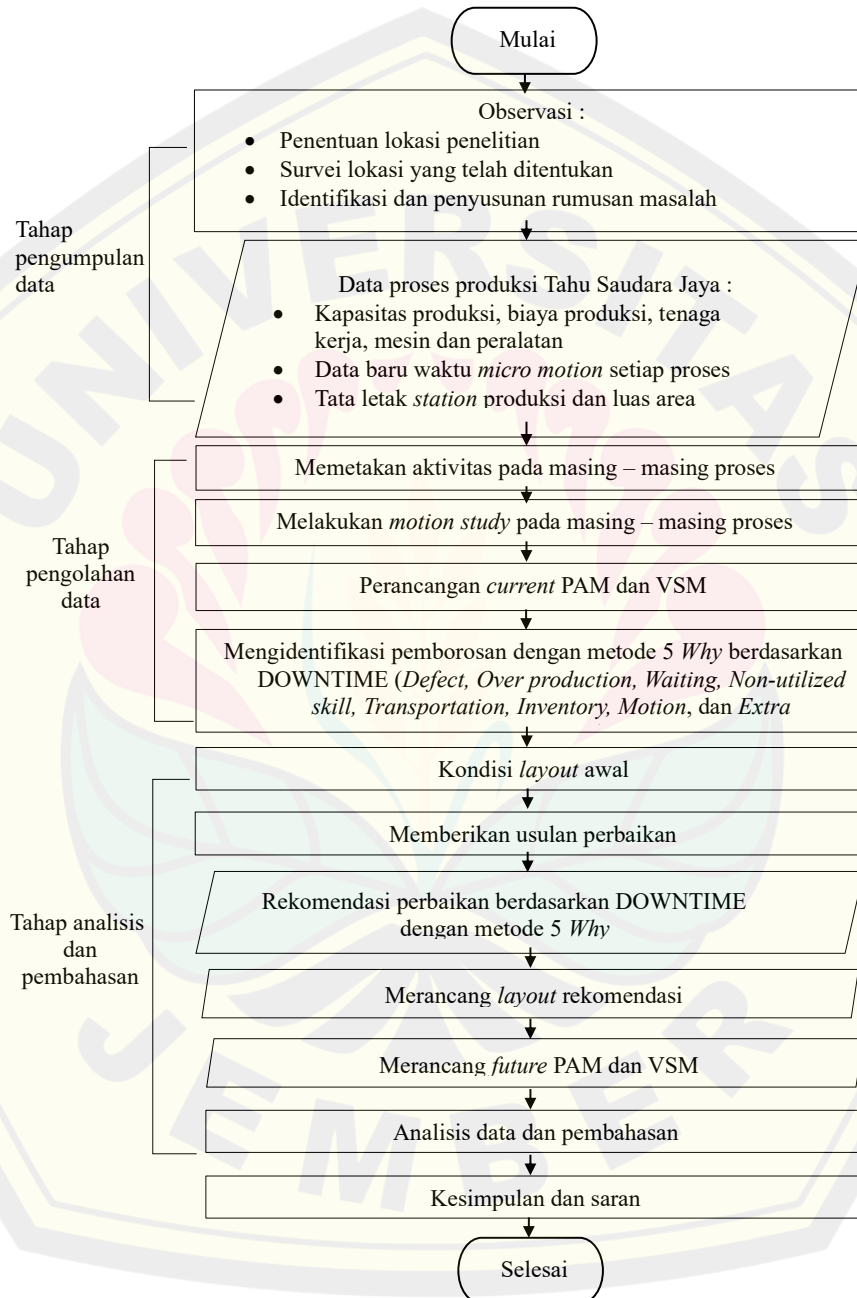 Mulai
Observasi :
• Penentuan lokasi penelitian
• Survei lokasi yang telah ditentukan
• Identifikasi dan penyusunan rumusan masalah
Tahap
pengumpulan
data
Data proses produksi Tahu Saudara Jaya :
• Kapasitas produksi, biaya produksi, tenaga
kerja, mesin dan peralatan
• Data baru waktu micro motion setiap proses
• Tata letak station produksi dan luas area
Memetakan aktivitas pada masing – masing proses
Melakukan motion study pada masing – masing proses
Tahap
pengolahan
data
Perancangan current PAM dan VSM
Mengidentifikasi pemborosan dengan metode 5 Why berdasarkan
DOWNTIME (Defect, Over production, Waiting, Non-utilized
skill, Transportation, Inventory, Motion, dan Extra
Kondisi layout awal
Memberikan usulan perbaikan
Tahap analisis
dan
pembahasan
Rekomendasi perbaikan berdasarkan DOWNTIME
dengan metode 5 Why
Merancang layout rekomendasi
Merancang future PAM dan VSM
Analisis data dan pembahasan
Kesimpulan dan saran
Selesai
UNIVERSITAS
JEMBER